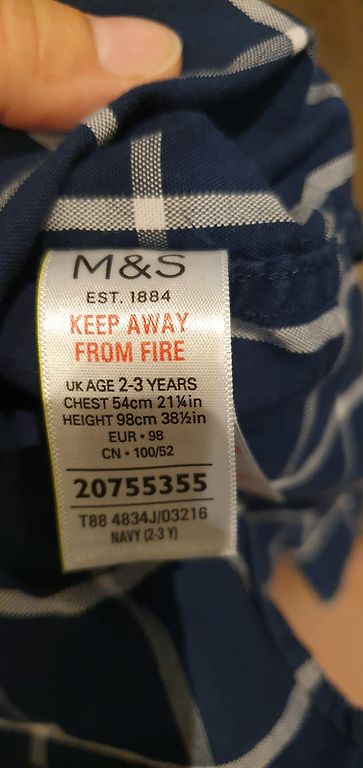 M&S
EST. 1884
KEEP AWAY
FROM FIRE
UK AGE 2-3 YEARS
CHEST 54cm 21¼in
HEIGHT 98cm 38½in
EUR • 98
CN • 100/52
20755355
T88 4834J/03216
NAVY (2-3 Y)